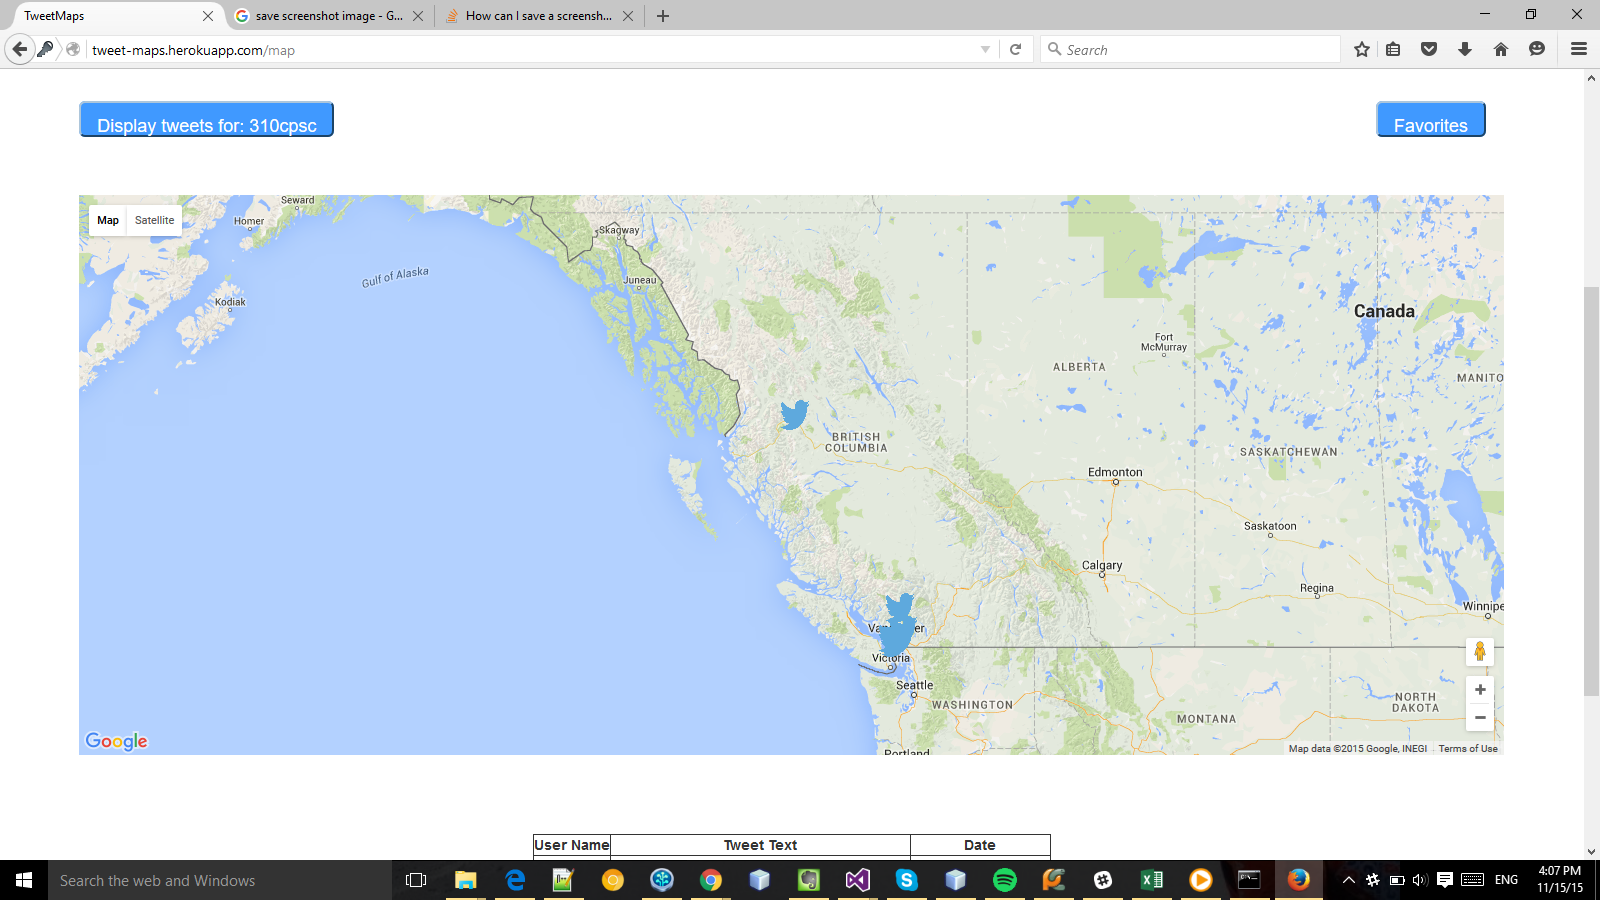 TweetMaps
save screenshot image - G...
How can I save a screensh...
tweet-maps.herokuapp.com/map
Search
Display tweets for: 310cpsc
Favorites
Map
Satellite
Seward
Homer
Skagway
Gulf of Alaska
Juneau
Kodiak
Canada
Fort
McMurray
ALBERTA
MANITO
BRITISH
COLUMBIA
SASKATCHEWAN
Edmonton
Saskatoon
Calgary
Regina
Winnipe
Va er
Victoria
Seattle
WASHINGTON
MONTANA
NORTH
DAKOTA
Portland
Google
Map data ©2015 Google, INEGI
Terms of Use
User Name
Tweet Text
Date
Search the web and Windows
ENG
4:07 PM
11/15/15